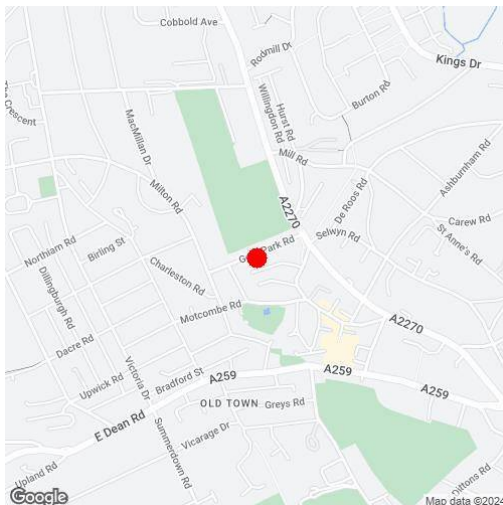 Cobbold Ave
Rodmill Dr
Kings Dr
The Crescent
MacMillan Dr
Willingdon Rd
Hurst Rd
Burton Rd
Mill Rd
Ashburnham Rd
Milton Rd
A2270
De Roos Rd
Carew Rd
St Anne's Rd
Selwyn Rd
Park Rd
Northiam Rd
Birling St
Dillingburgh Rd
Charleston Rd
Motcombe Rd
A2270
Dacre Rd
Victoria Dr
Upwick Rd
Bradford St
A259
A259
A259
OLD TOWN
Greys Rd
E Dean Rd
Summerdown Rd
Vicarage Dr
Upland Rd
Dittons Rd
Google
Map data ©2024